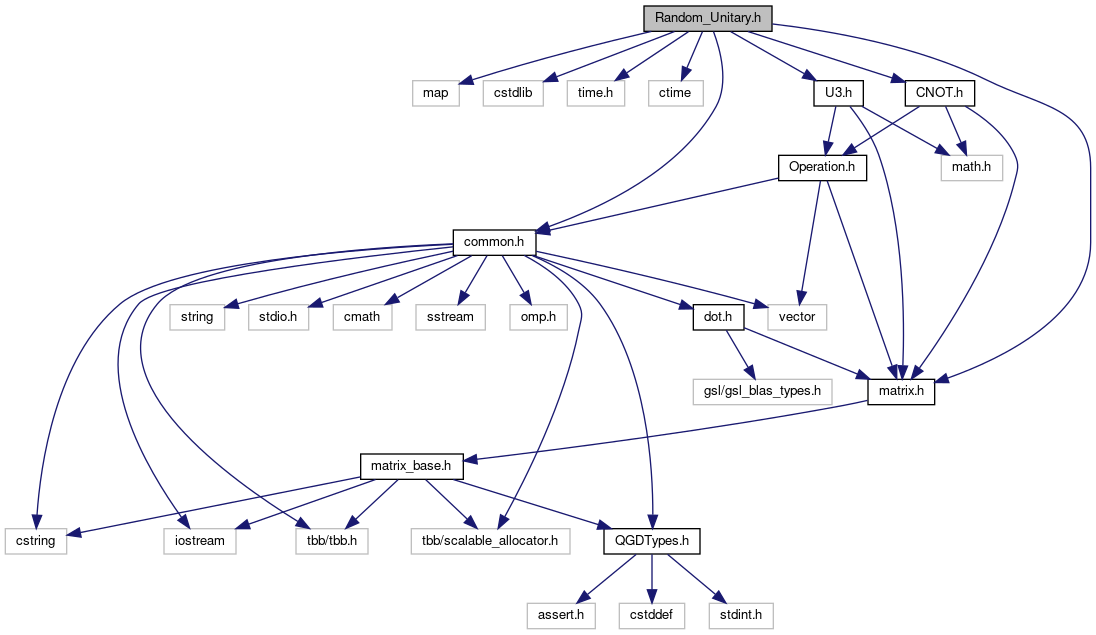 Random_Unitary.h
map
cstdlib
time.h
ctime
U3.h
CNOT.h
Operation.h
math.h
common.h
string
stdio.h
cmath
sstream
omp.h
dot.h
vector
gsl/gsl_blas_types.h
matrix.h
matrix_base.h
cstring
iostream
tbb/tbb.h
tbb/scalable_allocator.h
QGDTypes.h
assert.h
cstddef
stdint.h